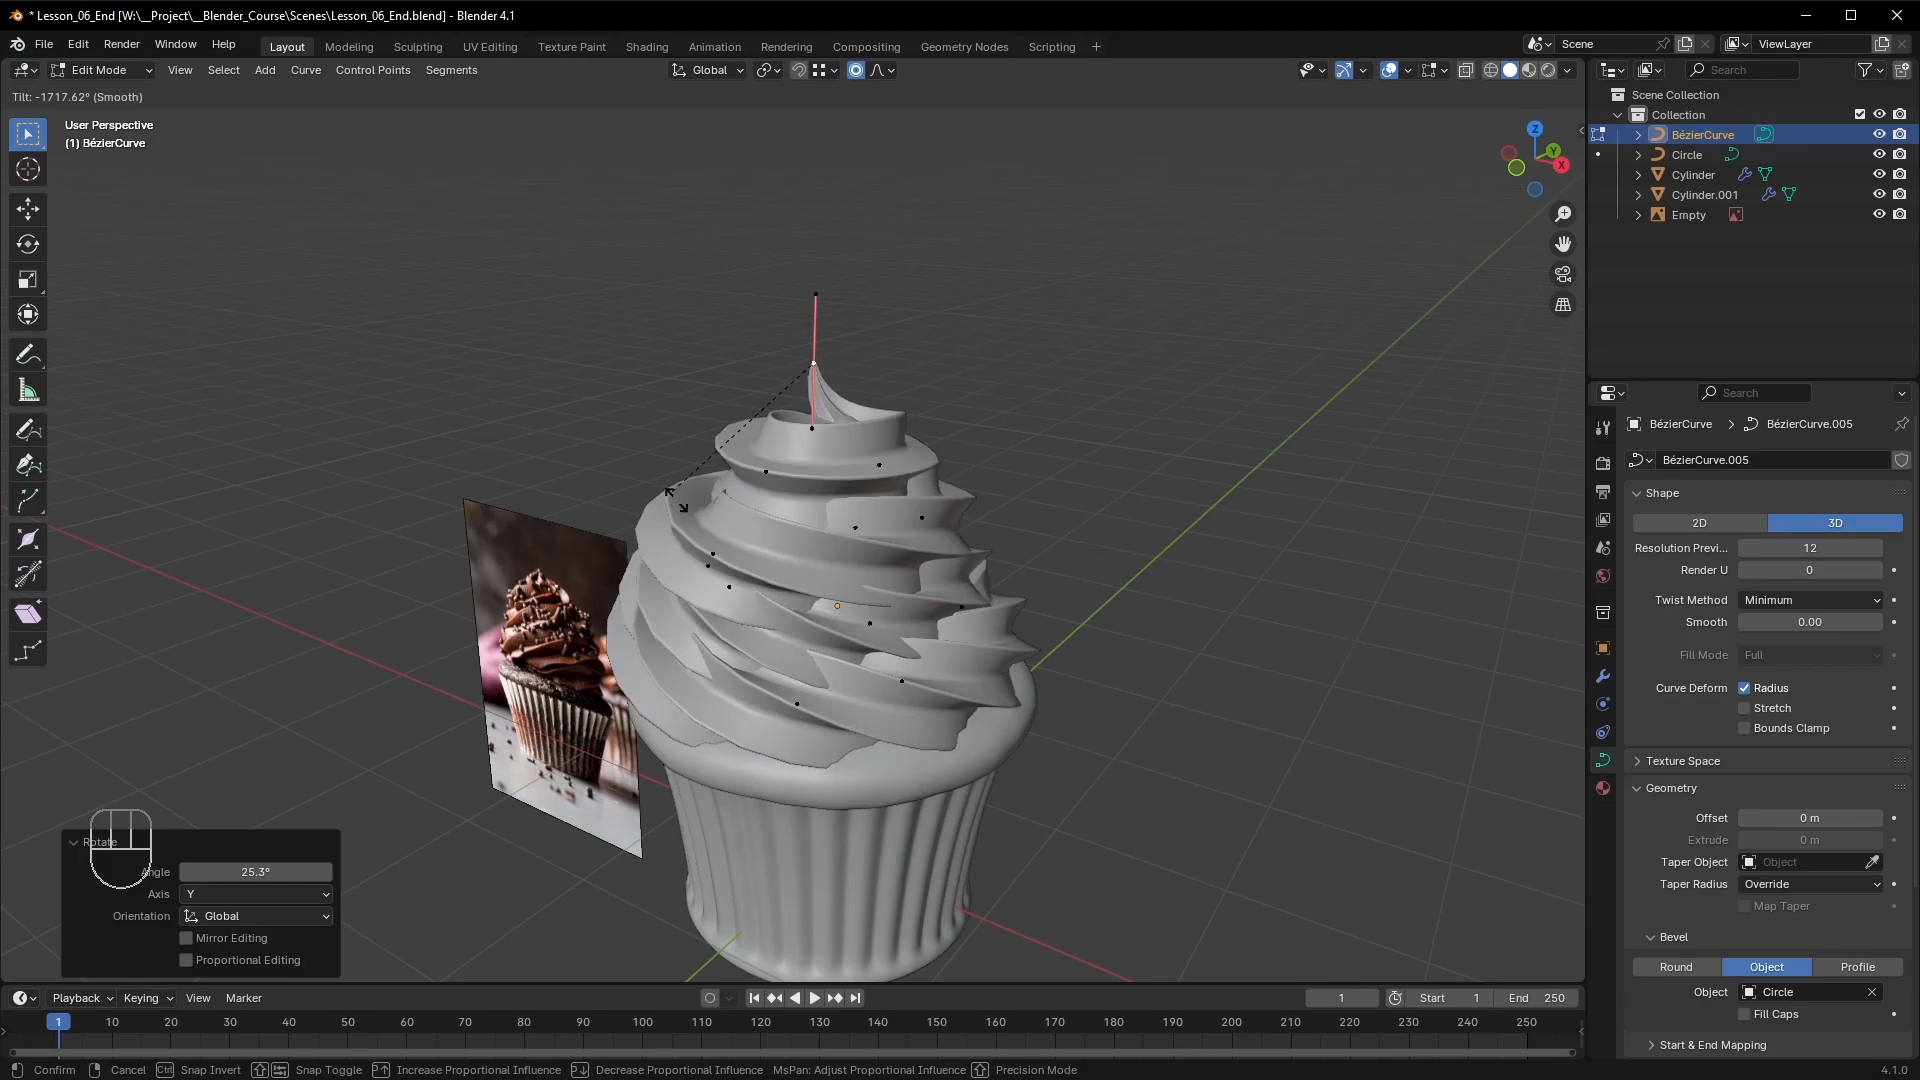 * Lesson_06_End [W:\__Project\__Blender_Course\Scenes\Lesson_06_End.blend] - Blender 4.1
File Edit Render Window Help
Layout Modeling Sculpting UV Editing Texture Paint Shading Animation Rendering Compositing Geometry Nodes Scripting +
Scene
ViewLayer
Edit Mode View Select Add Curve Control Points Segments
Global
Search
Tilt: -1717.62° (Smooth)
User Perspective
(1) BézierCurve
Z
Y
X
Scene Collection
Collection
BézierCurve
Circle
Cylinder
Cylinder.001
Empty
Search
BézierCurve > BézierCurve.005
BézierCurve.005
Shape
2D 3D
Resolution Previ... 12
Render U 0
Twist Method Minimum
Smooth 0.00
Fill Mode Full
Curve Deform Radius
Stretch
Bounds Clamp
Texture Space
Geometry
Offset 0 m
Extrude 0 m
Taper Object Object
Taper Radius Override
Map Taper
Bevel
Round Object Profile
Object Circle
Fill Caps
Start & End Mapping
Rotate
Angle 25.3°
Axis Y
Orientation Global
Mirror Editing
Proportional Editing
Playback Keying View Marker
1 Start 1 End 250
1 10 20 30 40 50 60 70 80 90 100 110 120 130 140 150 160 170 180 190 200 210 220 230 240 250
Confirm Cancel Ctrl Snap Invert Snap Toggle Increase Proportional Influence Decrease Proportional Influence MsPan: Adjust Proportional Influence Precision Mode 4.1.0